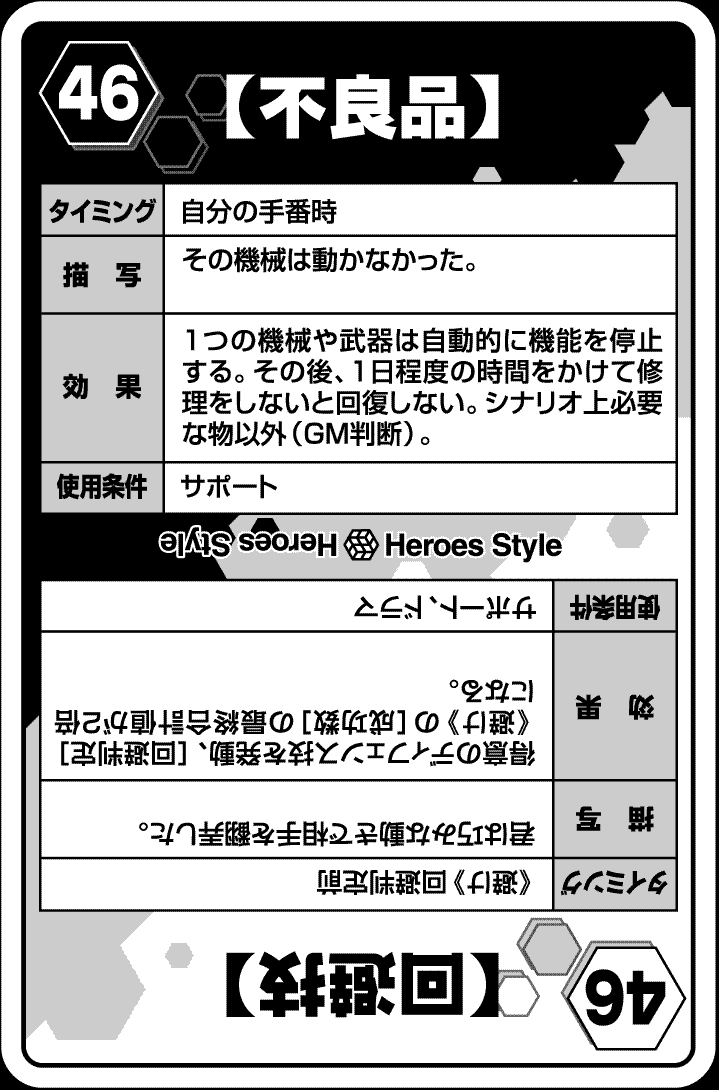 46
【不良品】
タイミング 自分の手番時
描 写 その機械は動かなかった。
効 果 1つの機械や武器は自動的に機能を停止
する。その後、1日程度の時間をかけて修
理をしないと回復しない。シナリオ上必要
な物以外（GM判断）。
使用条件 サポート
Heroes Style
Heroes Style
46
【回避技】
タイミング 《避け》回避判定前
描 写 君は巧みな動きで相手を翻弄した。
効 果 得意のディフェンス技を発動、［回避判定］
《避け》の［成功数］の最終合計値が2倍
になる。
使用条件 サポート、ドラマ